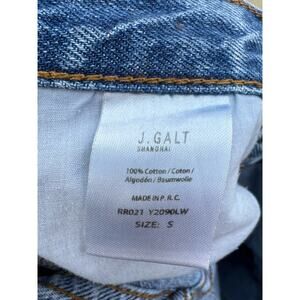 J. GALT
SHANGHAI
100% Cotton / Coton /
Algodón / Baumwolle
MADE IN P. R. C.
RR021 Y2090LW
SIZE: S